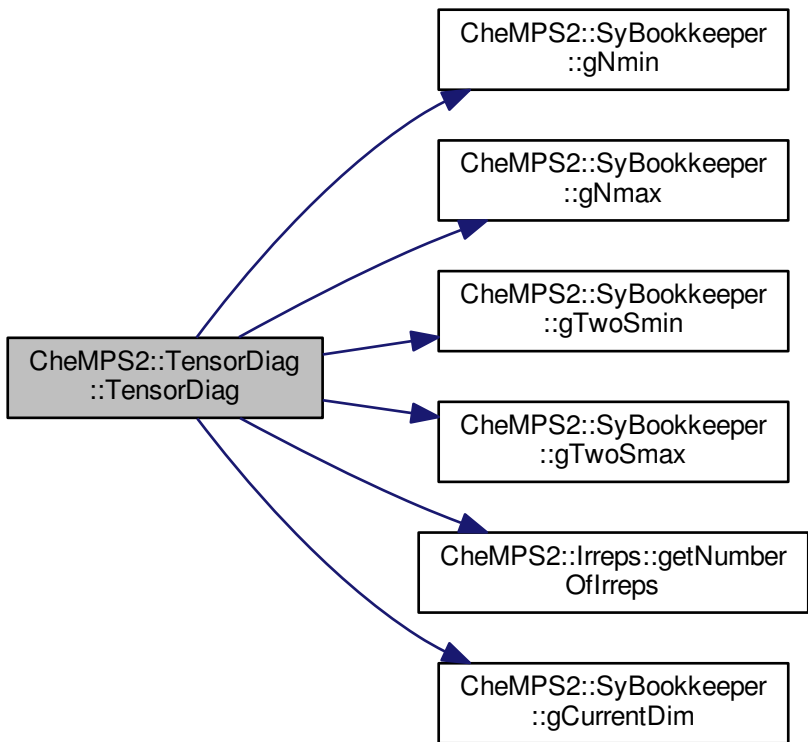 CheMPS2::SyBookkeeper
::gNmin
CheMPS2::SyBookkeeper
::gNmax
CheMPS2::SyBookkeeper
::gTwoSmin
CheMPS2::TensorDiag
::TensorDiag
CheMPS2::SyBookkeeper
::gTwoSmax
CheMPS2::Irreps::getNumber
OfIrreps
CheMPS2::SyBookkeeper
::gCurrentDim